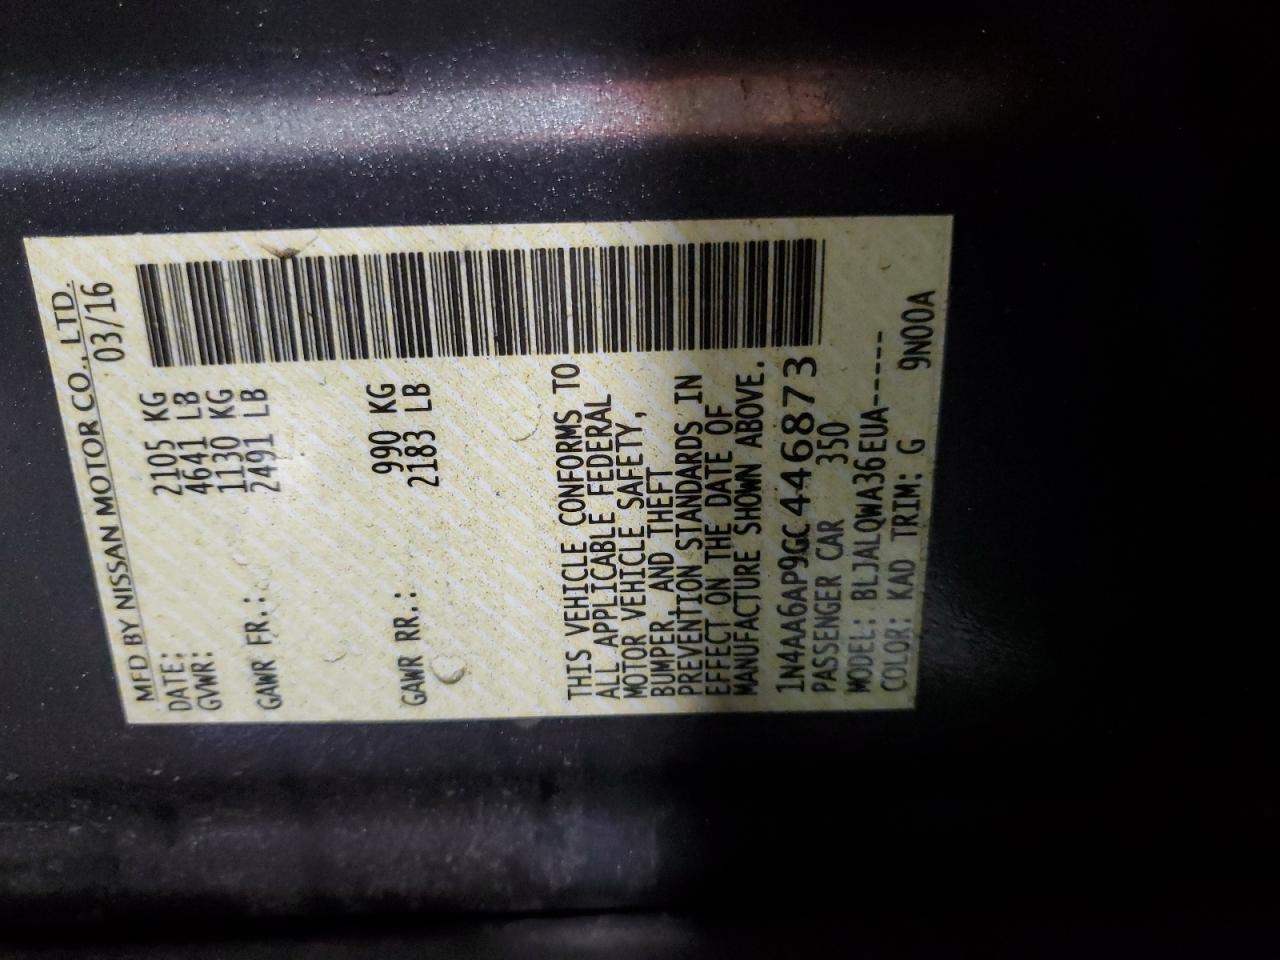 MFD BY NISSAN MOTOR CO., LTD.
DATE: 03/16
GVWR: 2105 KG
4641 LB
1130 KG
GAWR FR.: 2491 LB
990 KG
GAWR RR.: 2183 LB
THIS VEHICLE CONFORMS TO
ALL APPLICABLE FEDERAL
MOTOR VEHICLE SAFETY,
BUMPER, AND THEFT
PREVENTION STANDARDS IN
EFFECT ON THE DATE OF
MANUFACTURE SHOWN ABOVE.
1N4AA6AP9GC446873
PASSENGER CAR 350
MODEL: BLJALQWA36EUA-----
COLOR: KAD TRIM: G 9N00A